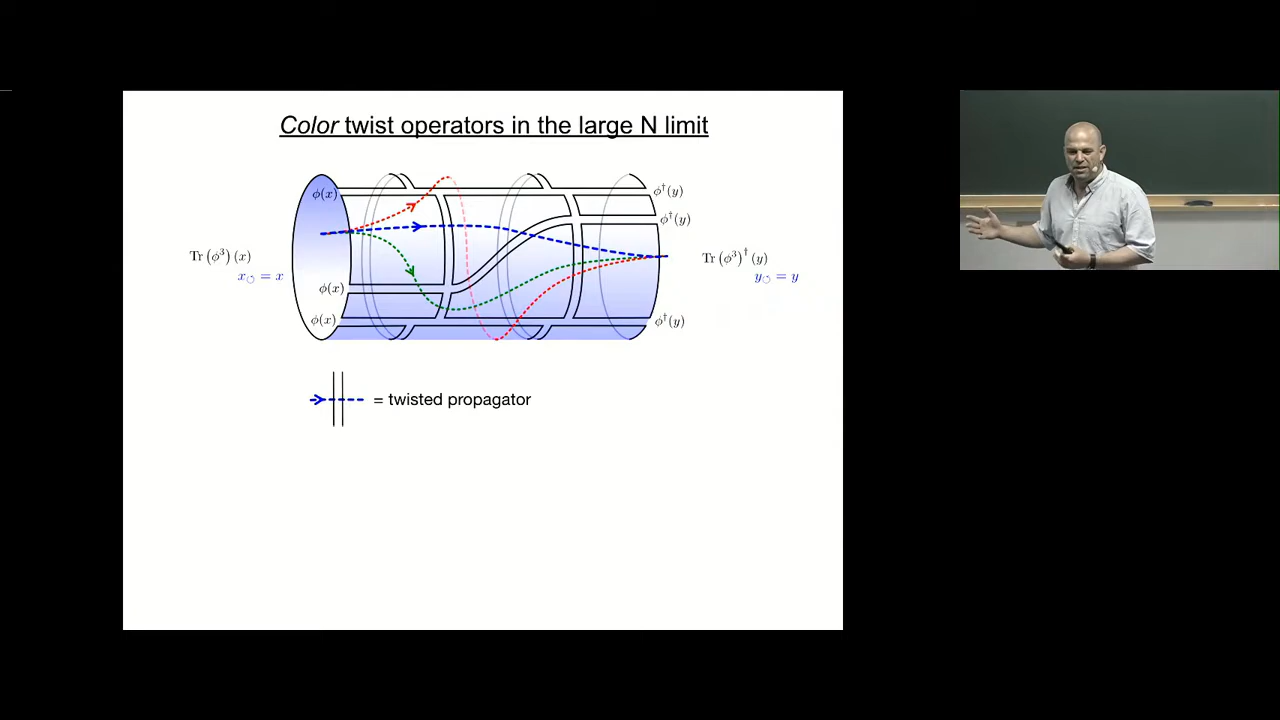 Color twist operators in the large N limit
ϕ(x)
ϕ†(y)
ϕ†(y)
Tr (ϕ³) (x)
x↺ = x
Tr (ϕ³)† (y)
y↺ = y
ϕ(x)
ϕ(x)
ϕ†(y)
= twisted propagator